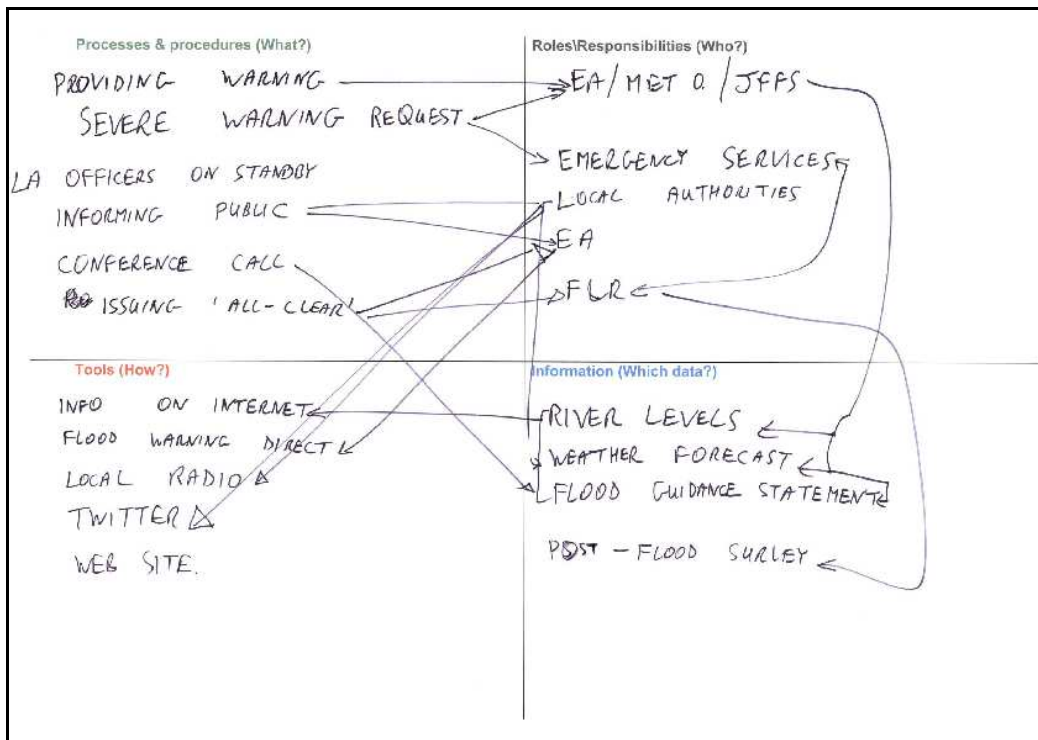 Processes & procedures (What?)
PROVIDING WARNING
SEVERE WARNING REQUEST
LA OFFICERS ON STANDBY
INFORMING PUBLIC
CONFERENCE CALL
ISSUING 'ALL-CLEAR'
Roles\Responsibilities (Who?)
EA/MET O./JFFS
EMERGENCY SERVICES
LOCAL AUTHORITIES
EA
FLR
Tools (How?)
INFO ON INTERNET
FLOOD WARNING DIRECT
LOCAL RADIO
TWITTER
WEB SITE.
Information (Which data?)
RIVER LEVELS
WEATHER FORECAST
FLOOD GUIDANCE STATEMENT
POST - FLOOD SURLEY